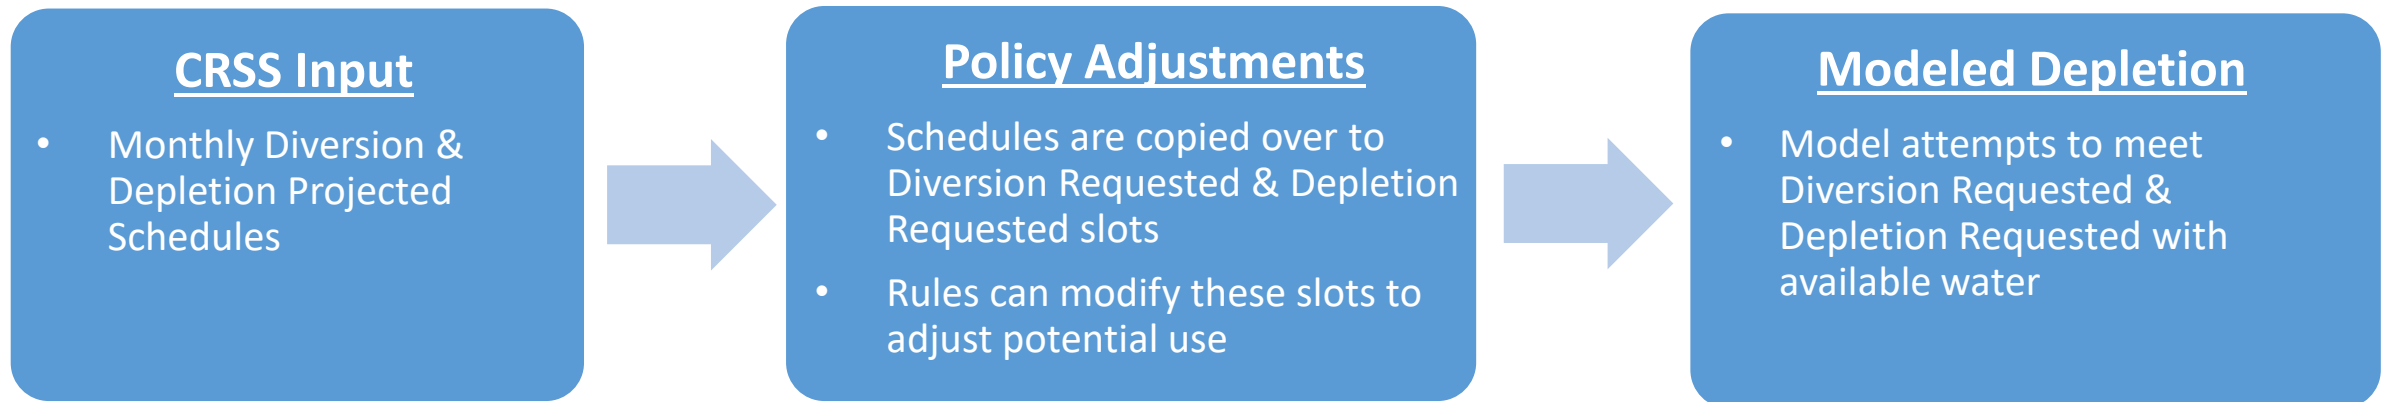 CRSS Input
• Monthly Diversion &
Depletion Projected
Schedules
Policy Adjustments
• Schedules are copied over to
Diversion Requested & Depletion
Requested slots
• Rules can modify these slots to
adjust potential use
Modeled Depletion
• Model attempts to meet
Diversion Requested &
Depletion Requested with
available water